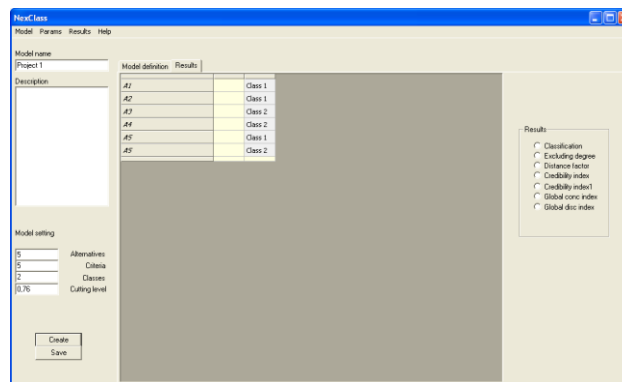 NexClass
Model Params Results Help
Model name
Project 1
Description
Model definition Results
A1 Class 1
A2 Class 1
A3 Class 2
A4 Class 2
A5 Class 1
A5 Class 2
Results
Classification
Excluding degree
Distance factor
Credibility index
Credibility index1
Global conc index
Global disc index
Model setting
5 Alternatives
5 Criteria
2 Classes
0,76 Cutting level
Create
Save